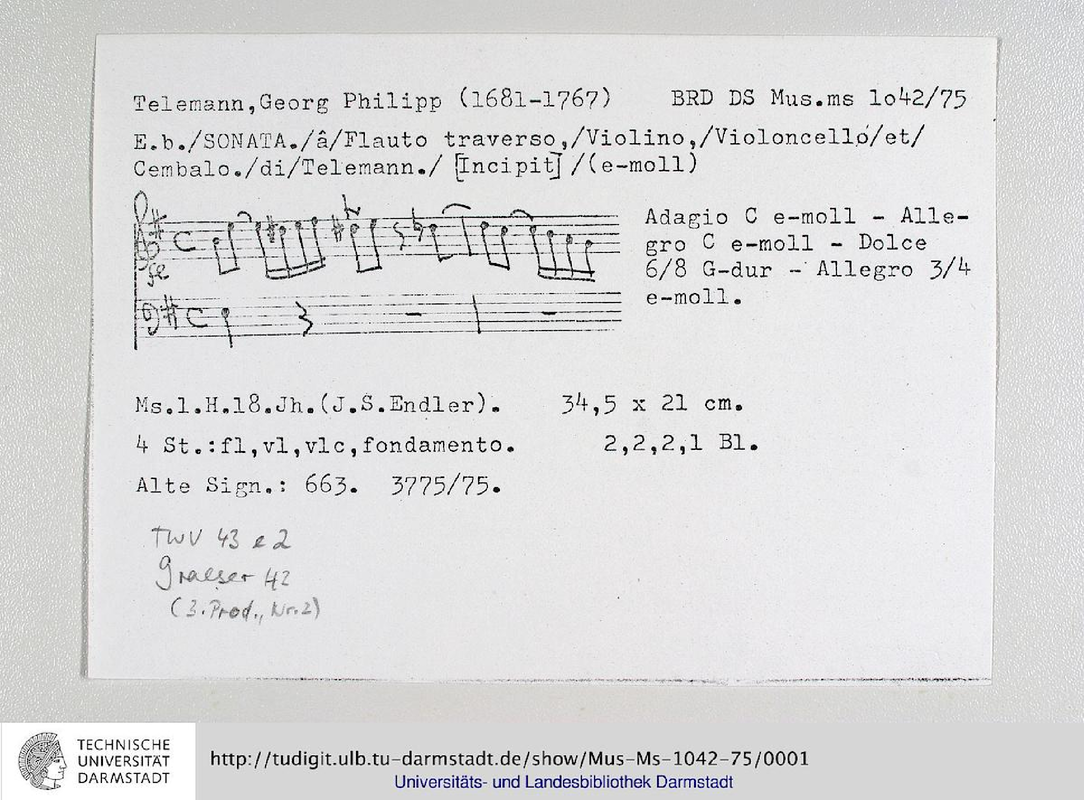 Telemann,Georg Philipp (1681-1767) BRD DS Mus.ms 1o42/75
E.b./SONATA./â/Flauto traverso,/Violino,/Violoncello/et/
Cembalo./di/Telemann./ [Incipit] /(e-moll)
Adagio C e-moll - Alle-
gro C e-moll - Dolce
6/8 G-dur - Allegro 3/4
e-moll.
Ms.1.H.18.Jh.(J.S.Endler). 34,5 x 21 cm.
4 St.:fl,vl,vlc,fondamento. 2,2,2,1 Bl.
Alte Sign.: 663. 3775/75.
TWV 43 e 2
Graeser 42
(3. Prod., Nr. 2)
TECHNISCHE
UNIVERSITÄT
DARMSTADT
http://tudigit.ulb.tu-darmstadt.de/show/Mus-Ms-1042-75/0001
Universitäts- und Landesbibliothek Darmstadt